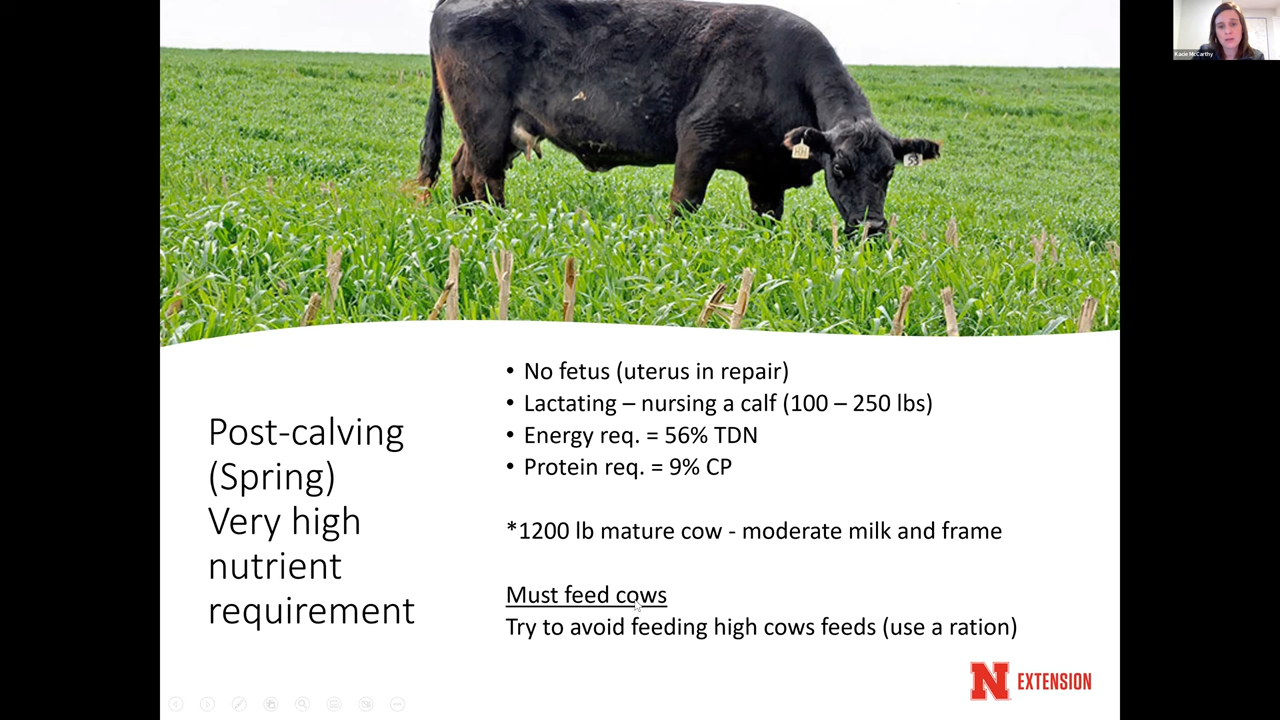 Kacie McCarthy
Post-calving
(Spring)
Very high
nutrient
requirement
• No fetus (uterus in repair)
• Lactating – nursing a calf (100 – 250 lbs)
• Energy req. = 56% TDN
• Protein req. = 9% CP
*1200 lb mature cow - moderate milk and frame
Must feed cows
Try to avoid feeding high cows feeds (use a ration)
N EXTENSION